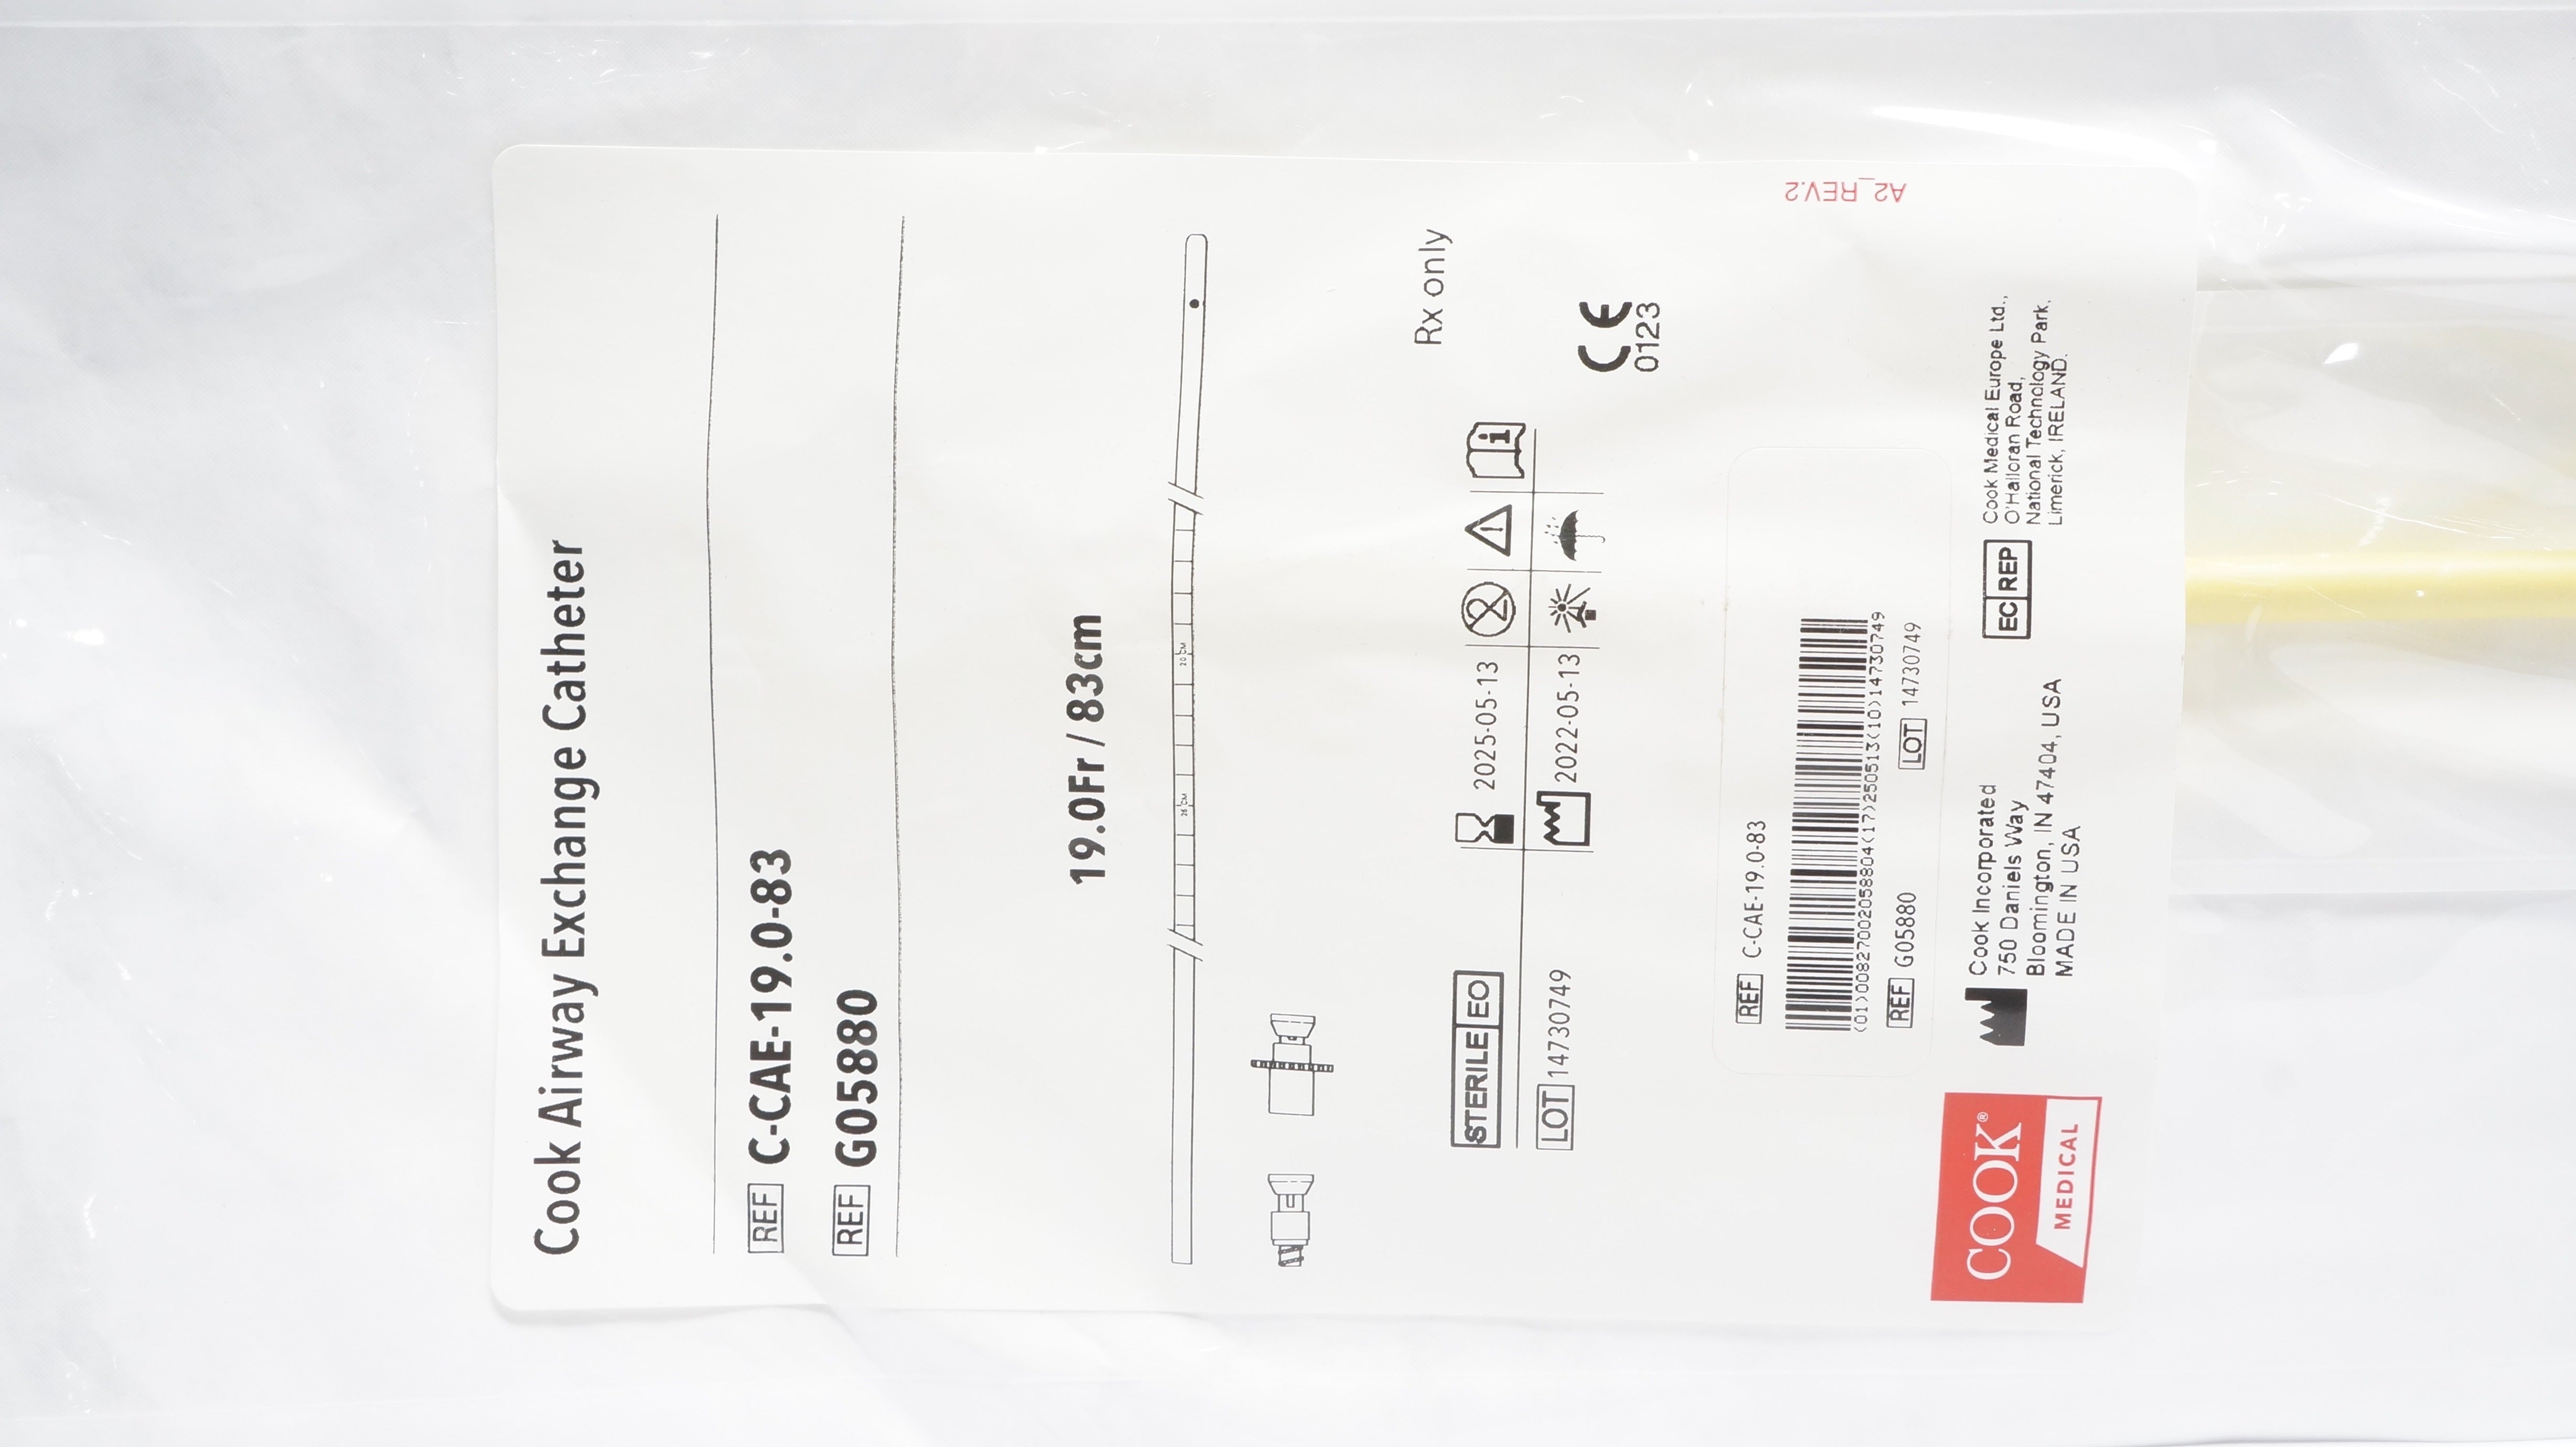 Cook Airway Exchange Catheter
REF C-CAE-19.0-83
REF G05880
19.0Fr / 83cm
26 CM
20 CM
Rx only
STERILE EO
2025-05-13
LOT 14730749
2022-05-13
CE
0123
REF C-CAE-19.0-83
(01)00827002058804(17)250513(10)14730749
REF G05880
LOT 14730749
A2_REV.2
COOK®
MEDICAL
Cook Incorporated
750 Daniels Way
Bloomington, IN 47404, USA
MADE IN USA
EC REP
Cook Medical Europe Ltd.,
O'Halloran Road,
National Technology Park,
Limerick, IRELAND.